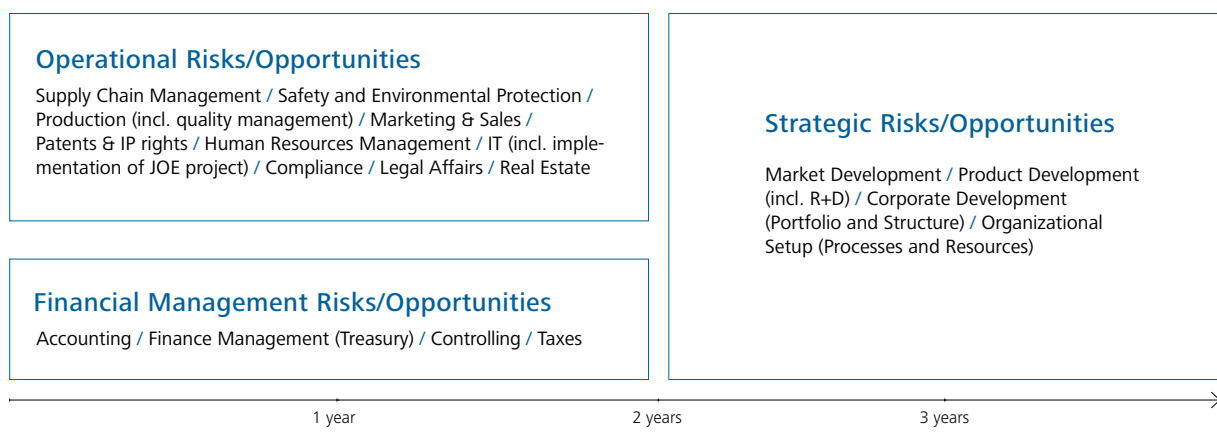 Operational Risks/Opportunities
Supply Chain Management / Safety and Environmental Protection /
Production (incl. quality management) / Marketing & Sales /
Patents & IP rights / Human Resources Management / IT (incl. imple-
mentation of JOE project) / Compliance / Legal Affairs / Real Estate
Financial Management Risks/Opportunities
Accounting / Finance Management (Treasury) / Controlling / Taxes
Strategic Risks/Opportunities
Market Development / Product Development
(incl. R+D) / Corporate Development
(Portfolio and Structure) / Organizational
Setup (Processes and Resources)
1 year
2 years
3 years